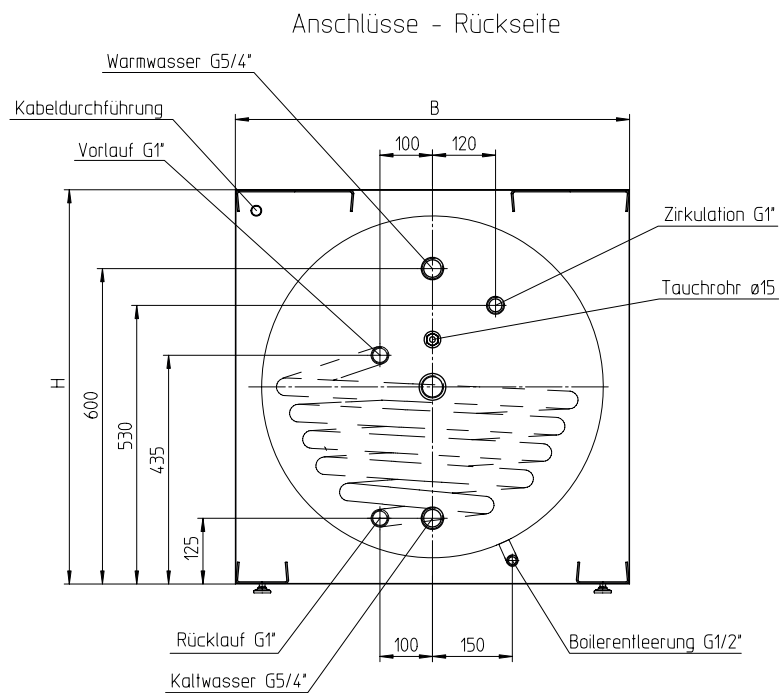 Anschlüsse - Rückseite
Warmwasser G5/4"
Kabeldurchführung
B
Vorlauf G1"
100
120
Zirkulation G1"
Tauchrohr ø15
H
600
530
435
125
Rücklauf G1"
100
150
Boilerentleerung G1/2"
Kaltwasser G5/4"